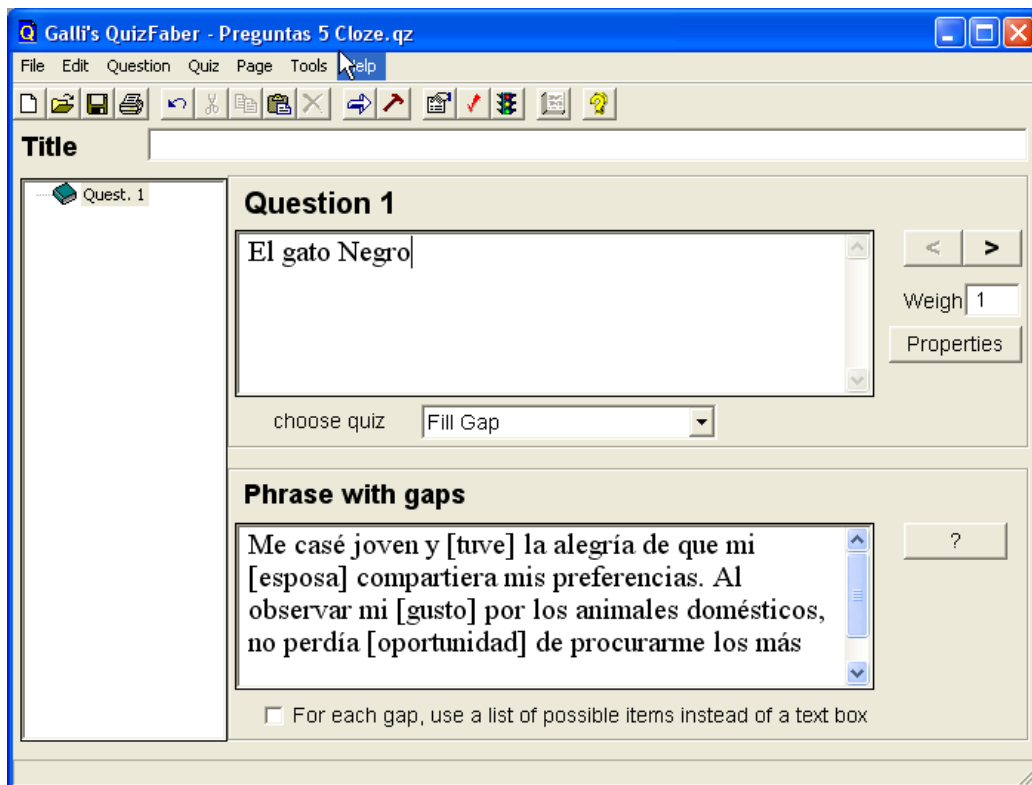 Galli's QuizFaber - Preguntas 5 Cloze.qz
File Edit Question Quiz Page Tools Help
Title
Quest. 1
Question 1
El gato Negro
< >
Weigh 1
Properties
choose quiz Fill Gap
Phrase with gaps
Me casé joven y [tuve] la alegría de que mi
[esposa] compartiera mis preferencias. Al
observar mi [gusto] por los animales domésticos,
no perdía [oportunidad] de procurarme los más
?
For each gap, use a list of possible items instead of a text box